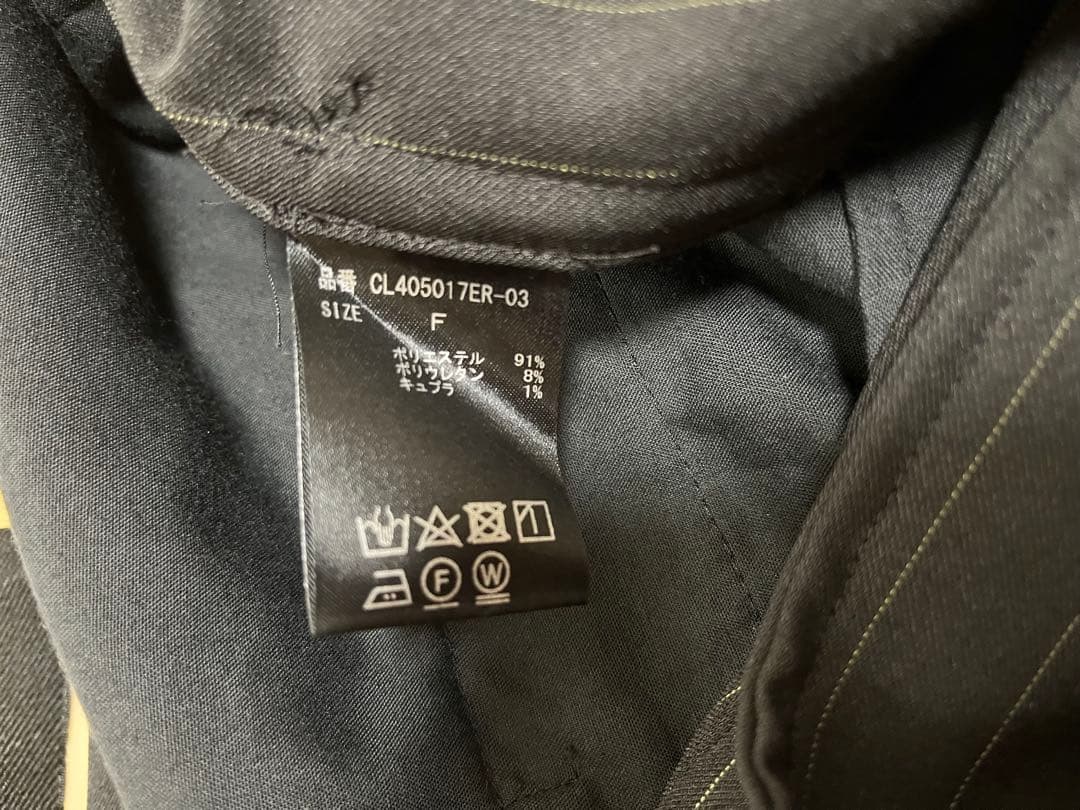 品番 CL405017ER-03
SIZE F
ポリエステル 91%
ポリウレタン 8%
キュプラ 1%
F W